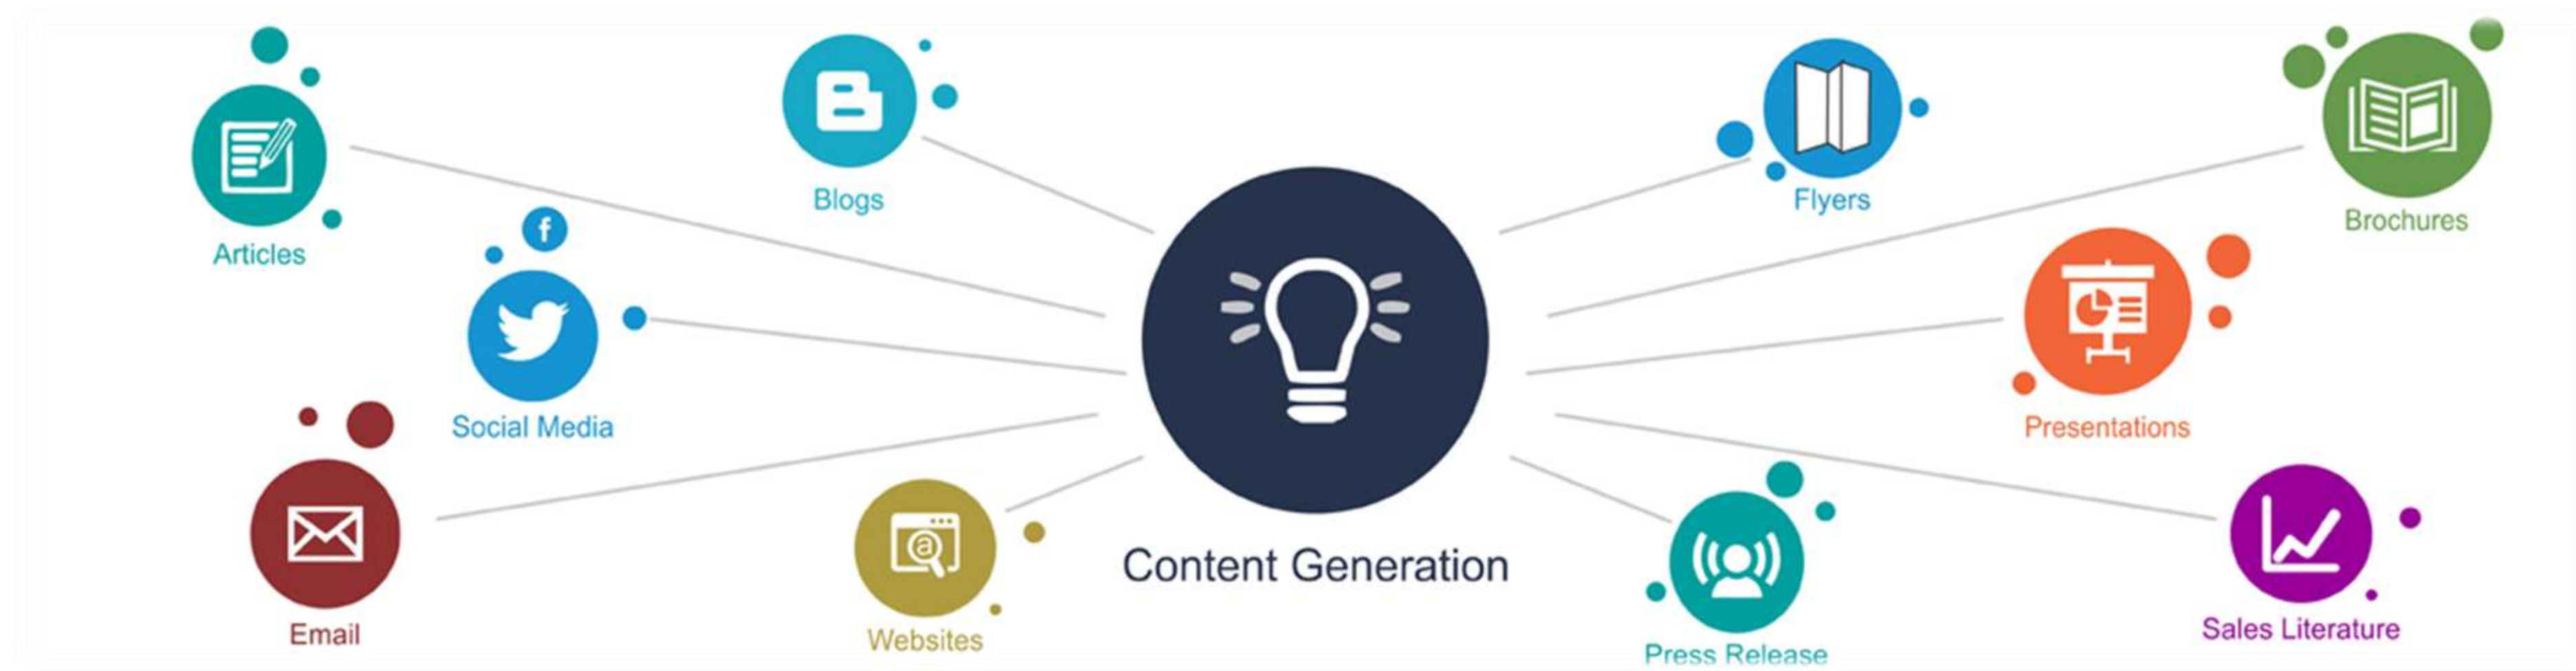 Articles
Blogs
Flyers
Brochures
Social Media
Presentations
Email
Websites
Content Generation
Press Release
Sales Literature